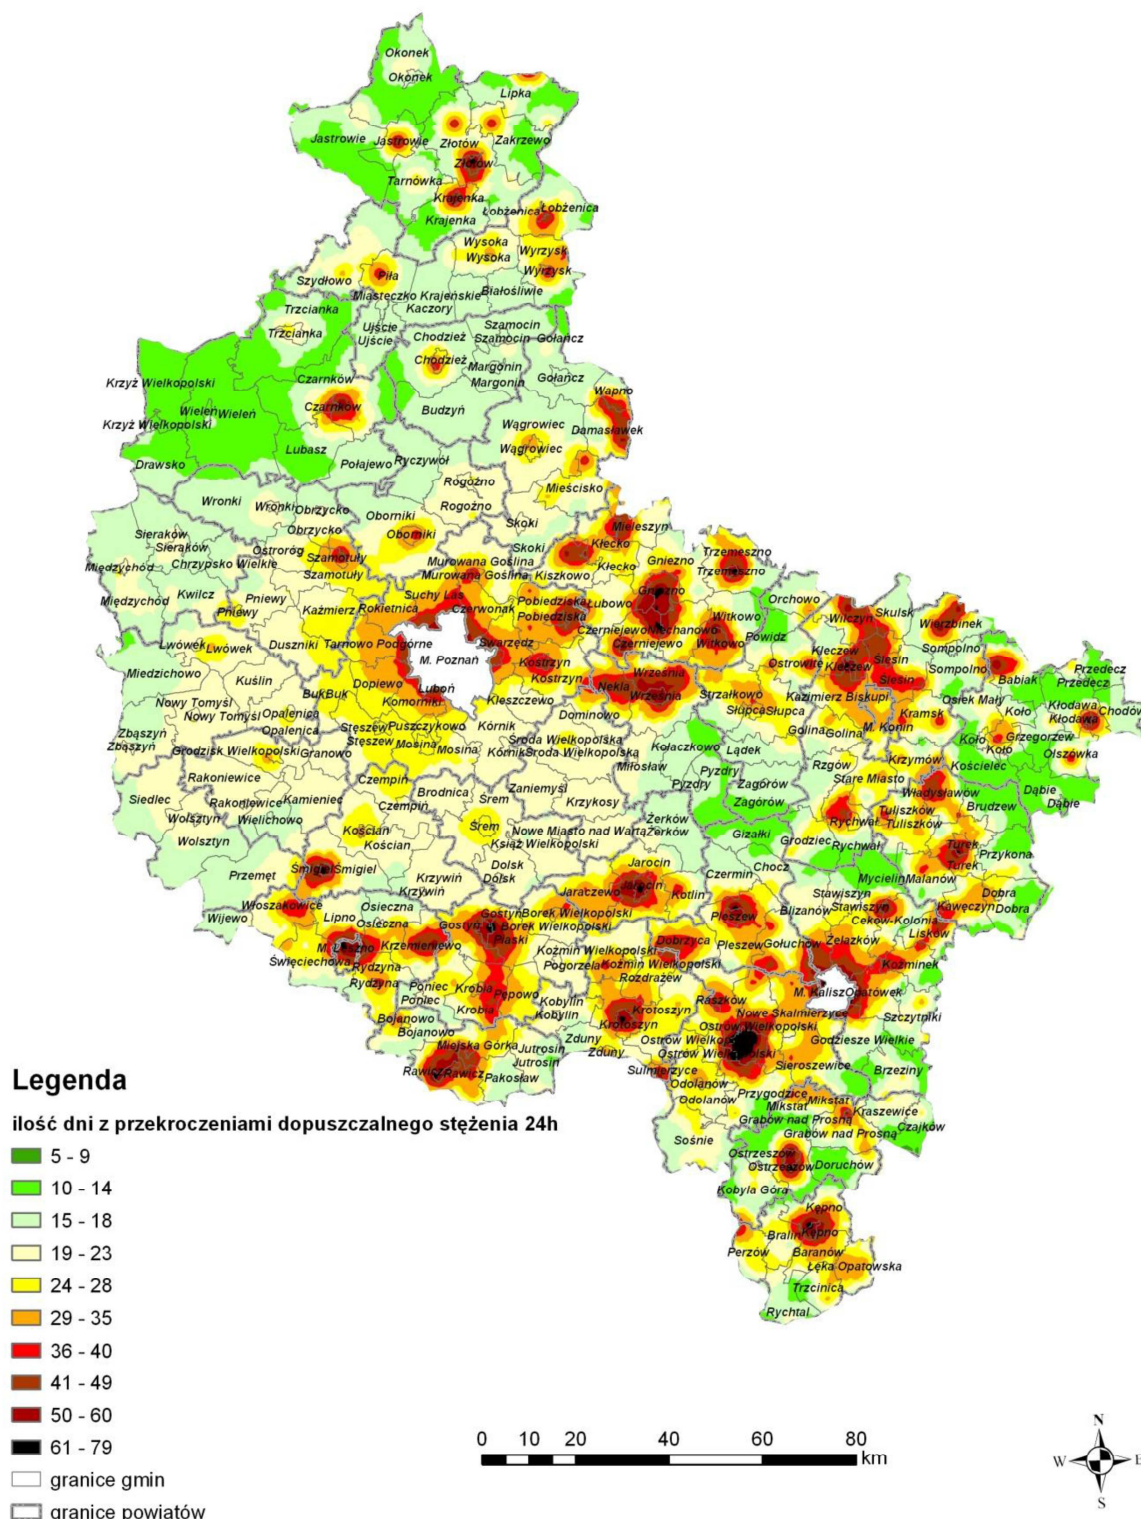 Okonek
Okonek
Lipka
Jastrowie
Jastrowie
Złotów
Zakrzewo
Złotów
Tarnówka
Krajenka
Łobżenica
Łobżenica
Krajenka
Wysoka
Wysoka
Wyrzysk
Wyrzysk
Piła
Szydłowo
Białośliwie
Miasteczko Krajeńskie
Kaczory
Trzcianka
Trzcianka
Ujście
Ujście
Szamocin
Szamocin
Gołańcz
Chodzież
Chodzież
Margonin
Margonin
Gołańcz
Krzyż Wielkopolski
Czarnków
Czarnków
Wapno
Wieleń
Wieleń
Krzyż Wielkopolski
Budzyń
Damasławek
Wągrowiec
Wągrowiec
Lubasz
Drawsko
Połajewo
Ryczywół
Rogoźno
Rogoźno
Mieścisko
Wronki
Wronki
Obrzycko
Obrzycko
Oborniki
Oborniki
Skoki
Skoki
Mieleszyn
Sieraków
Sieraków
Ostroróg
Szamotuły
Szamotuły
Kłecko
Kłecko
Międzychód
Chrzypsko Wielkie
Murowana Goślina
Murowana Goślina
Kiszkowo
Gniezno
Gniezno
Trzemeszno
Trzemeszno
Międzychód
Kwilcz
Pniewy
Pniewy
Kaźmierz
Rokietnica
Suchy Las
Czerwonak
Pobiedziska
Pobiedziska
Łubowo
Orchowo
Skulsk
Wilczyn
Wierzbinek
Lwówek
Lwówek
Duszniki
Tarnowo Podgórne
Swarzędz
Czerniejewo
Niechanowo
Czerniejewo
Witkowo
Witkowo
Powidz
Kleczew
Kleczew
Ślesin
Ślesin
Sompolno
Sompolno
Miedzichowo
Kuślin
M. Poznań
Kostrzyn
Kostrzyn
Ostrowite
Babiak
Przedecz
Przedecz
Dopiewo
Luboń
Komorniki
Kleszczewo
Nekla
Września
Września
Strzałkowo
Kazimierz Biskupi
Osiek Mały
Kłodawa
Kłodawa
Chodów
Nowy Tomyśl
Nowy Tomyśl
Buk
Buk
Opalenica
Opalenica
Stęszew
Stęszew
Puszczykowo
Mosina
Mosina
Kórnik
Kórnik
Dominowo
Słupca
Słupca
Golina
Golina
M. Konin
Kramsk
Koło
Koło
Koło
Grzegorzew
Olszówka
Zbąszyń
Zbąszyń
Grodzisk Wielkopolski
Granowo
Środa Wielkopolska
Środa Wielkopolska
Kołaczkowo
Lądek
Miłosław
Rzgów
Krzymów
Kościelec
Rakoniewice
Rakoniewice
Czempiń
Czempiń
Brodnica
Zaniemyśl
Pyzdry
Pyzdry
Zagórów
Zagórów
Stare Miasto
Władysławów
Dąbie
Dąbie
Siedlec
Kamieniec
Śrem
Śrem
Krzykosy
Tuliszków
Tuliszków
Brudzew
Wolsztyn
Wolsztyn
Wielichowo
Kościan
Kościan
Nowe Miasto nad Wartą
Książ Wielkopolski
Żerków
Żerków
Gizałki
Grodziec
Rychwał
Rychwał
Turek
Turek
Przykona
Przemęt
Śmigiel
Śmigiel
Krzywiń
Krzywiń
Dolsk
Dolsk
Jarocin
Jarocin
Czermin
Chocz
Mycielin
Malanów
Wijewo
Włoszakowice
Lipno
Osieczna
Osieczna
Jaraczewo
Kotlin
Stawiszyn
Stawiszyn
Dobra
Dobra
Kawęczyn
Gostyń
Gostyń
Borek Wielkopolski
Borek Wielkopolski
Pleszew
Pleszew
Blizanów
Ceków-Kolonia
Lisków
M. Leszno
Krzemieniewo
Piaski
Koźmin Wielkopolski
Koźmin Wielkopolski
Dobrzyca
Gołuchów
Żelazków
Koźminek
Święciechowa
Rydzyna
Rydzyna
Poniec
Poniec
Krobia
Krobia
Pępowo
Pogorzela
Rozdrażew
M. Kalisz
Opatówek
Kobylin
Kobylin
Krotoszyn
Krotoszyn
Raszków
Nowe Skalmierzyce
Szczytniki
Bojanowo
Bojanowo
Miejska Górka
Jutrosin
Jutrosin
Zduny
Zduny
Ostrów Wielkopolski
Ostrów Wielkopolski
Ostrów Wielkopolski
Godziesze Wielkie
Rawicz
Rawicz
Pakosław
Sulmierzyce
Sieroszewice
Brzeziny
Odolanów
Odolanów
Przygodzice
Mikstat
Mikstat
Kraszewice
Sośnie
Grabów nad Prosną
Grabów nad Prosną
Czajków
Ostrzeszów
Ostrzeszów
Doruchów
Kobyla Góra
Kępno
Kępno
Bralin
Perzów
Baranów
Łęka Opatowska
Trzcinica
Rychtal
Legenda
ilość dni z przekroczeniami dopuszczalnego stężenia 24h
5 - 9
10 - 14
15 - 18
19 - 23
24 - 28
29 - 35
36 - 40
41 - 49
50 - 60
61 - 79
granice gmin
granice powiatów
0 10 20 40 60 80
km
N
W E
S